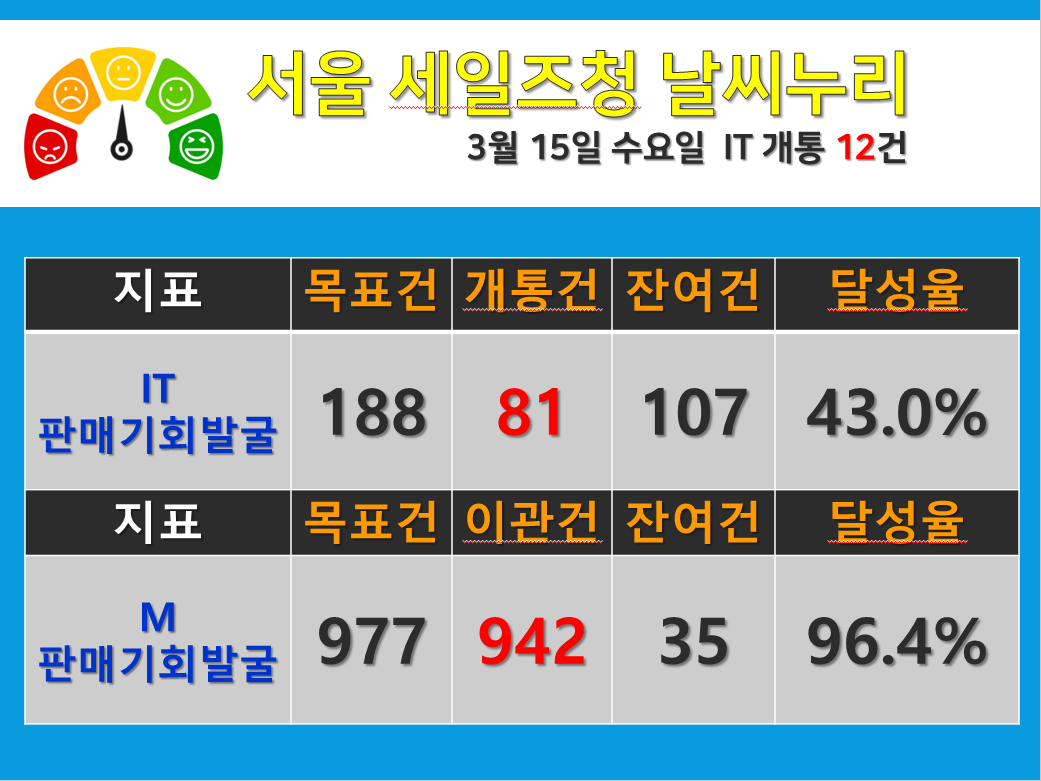 서울 세일즈청 날씨누리
3월 15일 수요일 IT 개통 12건
지표 목표건 개통건 잔여건 달성율
IT
판매기회발굴 188 81 107 43.0%
지표 목표건 이관건 잔여건 달성율
M
판매기회발굴 977 942 35 96.4%